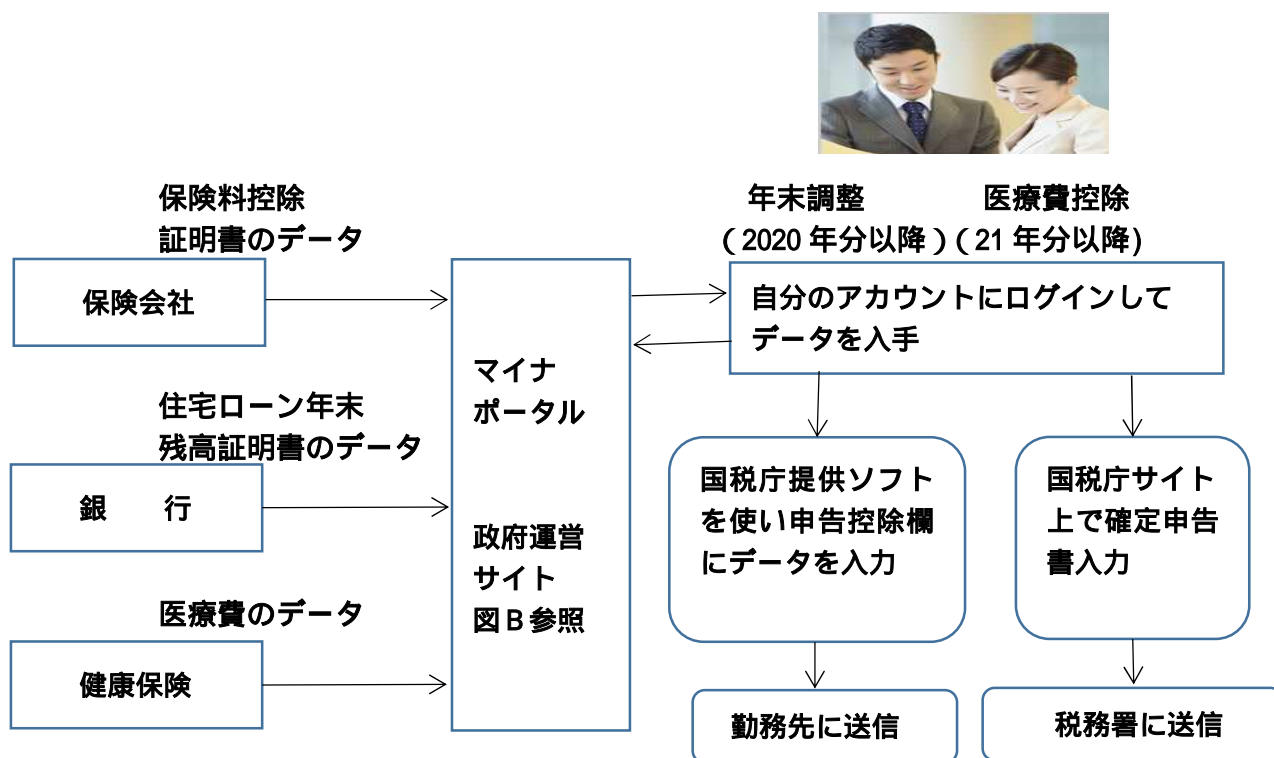 保険料控除
証明書のデータ
保険会社
住宅ローン年末
残高証明書のデータ
銀　　行
医療費のデータ
健康保険
マイナ
ポータル
政府運営
サイト
図B参照
年末調整　　　　医療費控除
(2020年分以降)(21年分以降)
自分のアカウントにログインして
データを入手
国税庁提供ソフト
を使い申告控除欄
にデータを入力
勤務先に送信
国税庁サイト
上で確定申告
書入力
税務署に送信